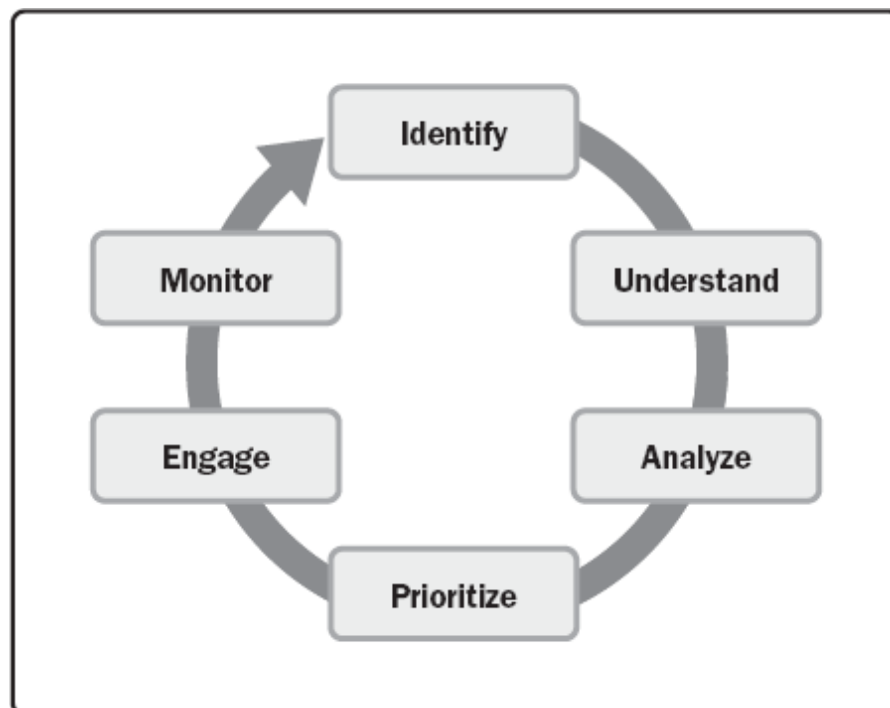 Identify
Understand
Analyze
Prioritize
Engage
Monitor